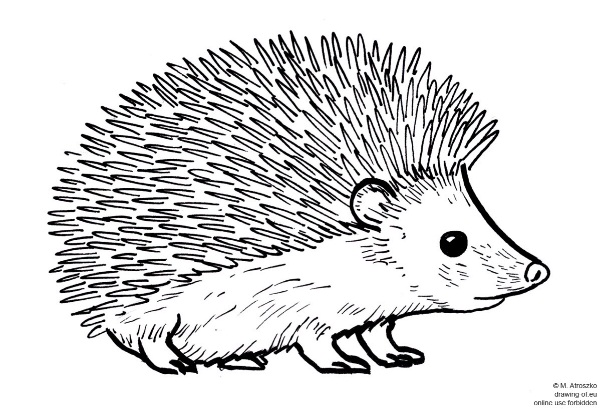 © M. Atroszko
drawing of.eu
online use forbidden